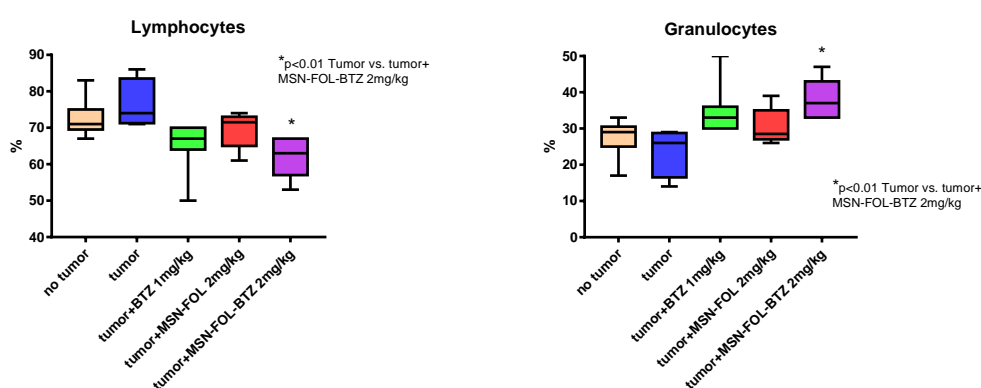 Lymphocytes
90
80
70
60
50
40
%
*
*p<0.01 Tumor vs. tumor+
MSN-FOL-BTZ 2mg/kg
no tumor
tumor
tumor+BTZ 1mg/kg
tumor+MSN-FOL 2mg/kg
tumor+MSN-FOL-BTZ 2mg/kg
Granulocytes
50
40
30
20
10
0
%
*
*p<0.01 Tumor vs. tumor+
MSN-FOL-BTZ 2mg/kg
no tumor
tumor
tumor+BTZ 1mg/kg
tumor+MSN-FOL 2mg/kg
tumor+MSN-FOL-BTZ 2mg/kg